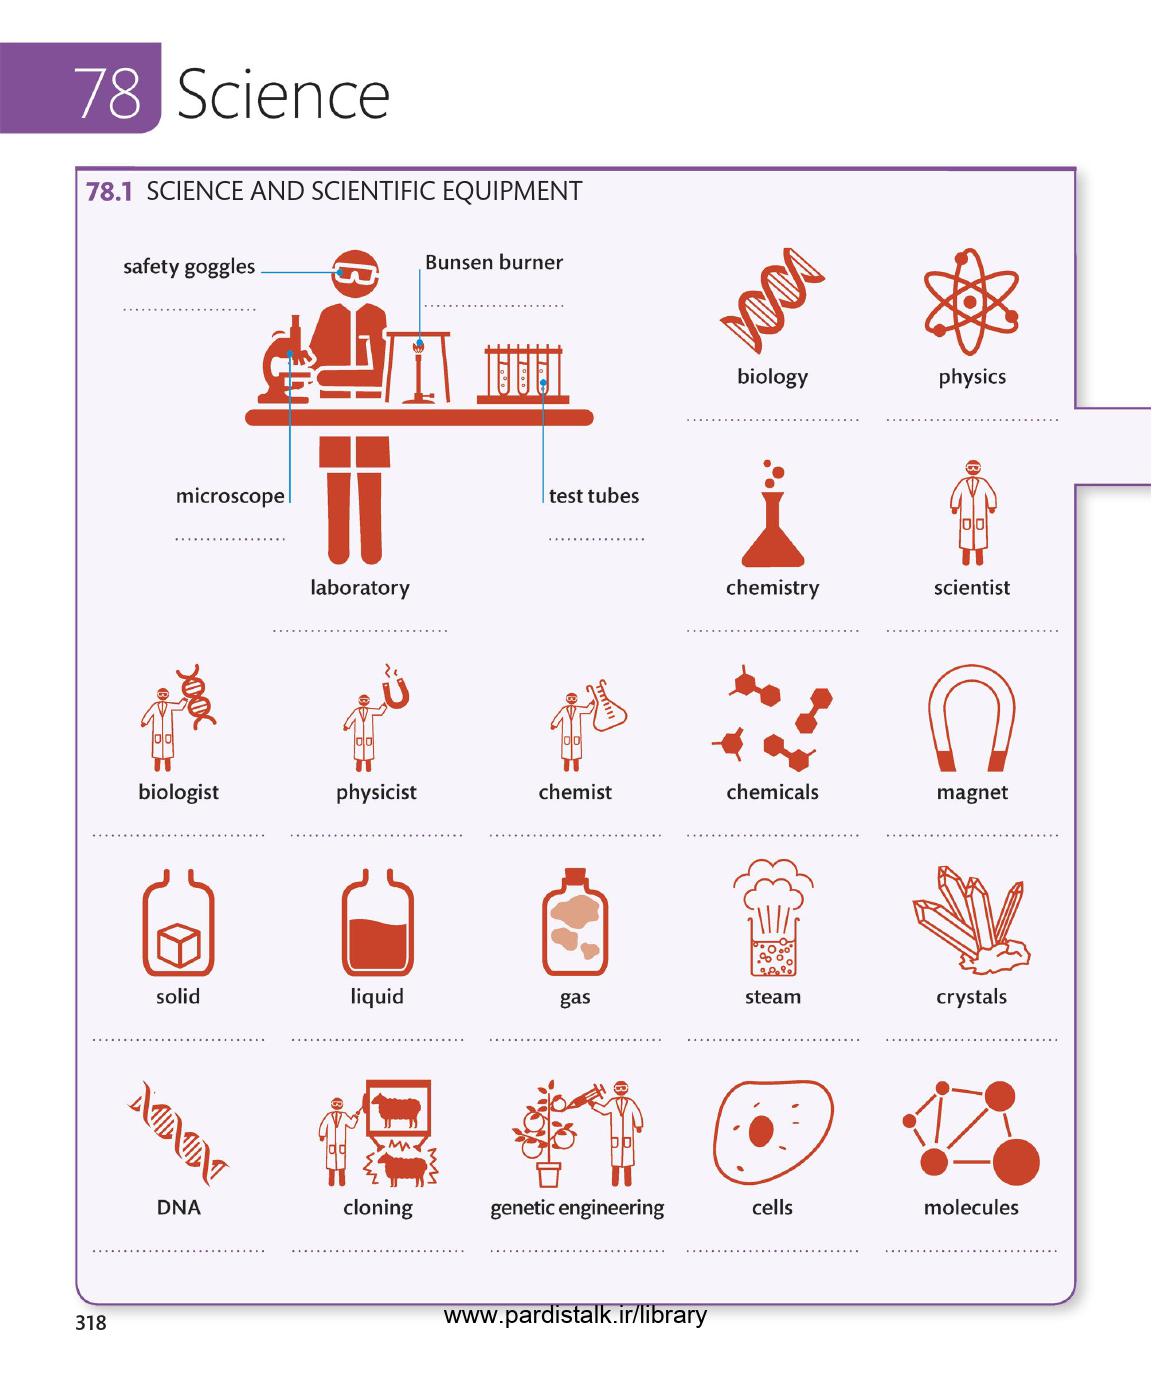 78 Science
78.1 SCIENCE AND SCIENTIFIC EQUIPMENT
safety goggles
Bunsen burner
microscope
test tubes
laboratory
biology
physics
chemistry
scientist
biologist
physicist
chemist
chemicals
magnet
solid
liquid
gas
steam
crystals
DNA
cloning
genetic engineering
cells
molecules
318
www.pardistalk.ir/library